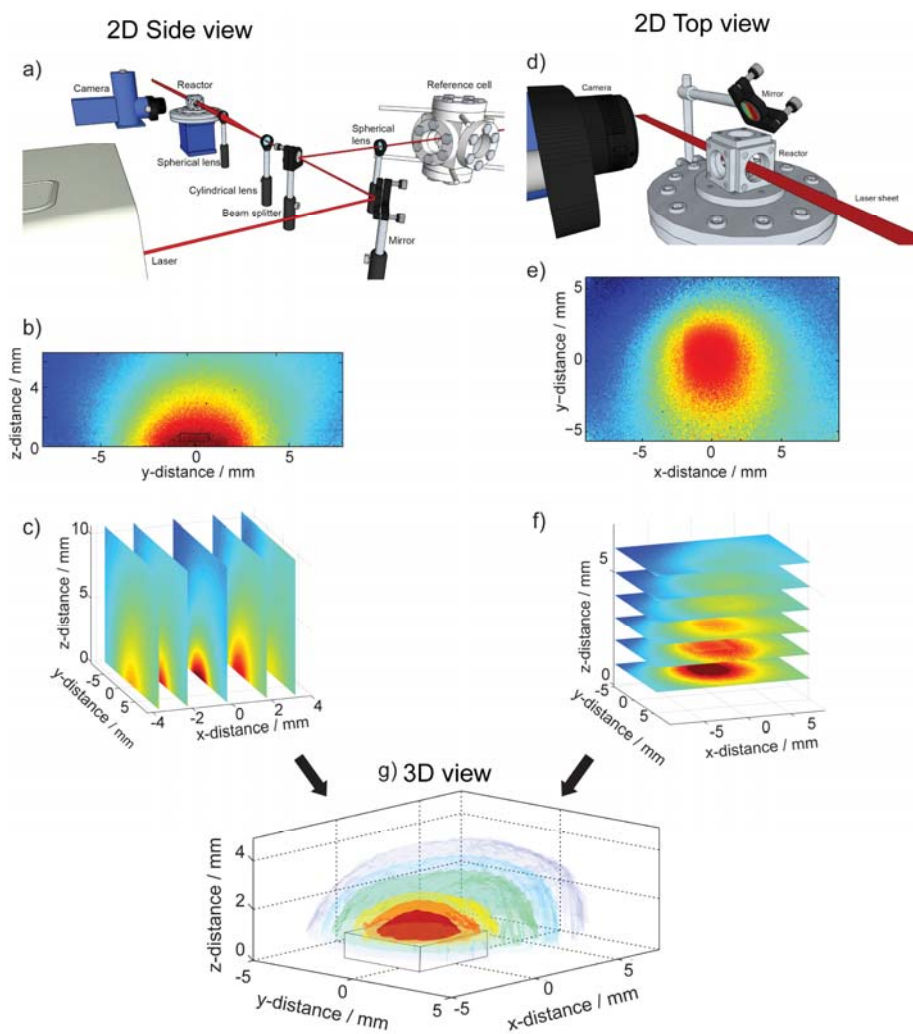 2D Side view
2D Top view
a)
Camera
Reactor
Spherical lens
Cylindrical lens
Beam splitter
Spherical
lens
Reference cell
Mirror
Laser
d)
Camera
Mirror
Reactor
Laser sheet
b)
z-distance / mm
4
0
-5
0
5
y-distance / mm
e)
y-distance / mm
5
0
-5
-5
0
5
x-distance / mm
c)
z-distance / mm
10
5
0
-5
0
5
y-distance / mm
-4
-2
0
2
4
x-distance / mm
f)
z-distance / mm
5
0
-5
0
5
y-distance / mm
-5
0
5
x-distance / mm
g) 3D view
z-distance / mm
4
2
0
-5
0
5
y-distance / mm
-5
0
5
x-distance / mm